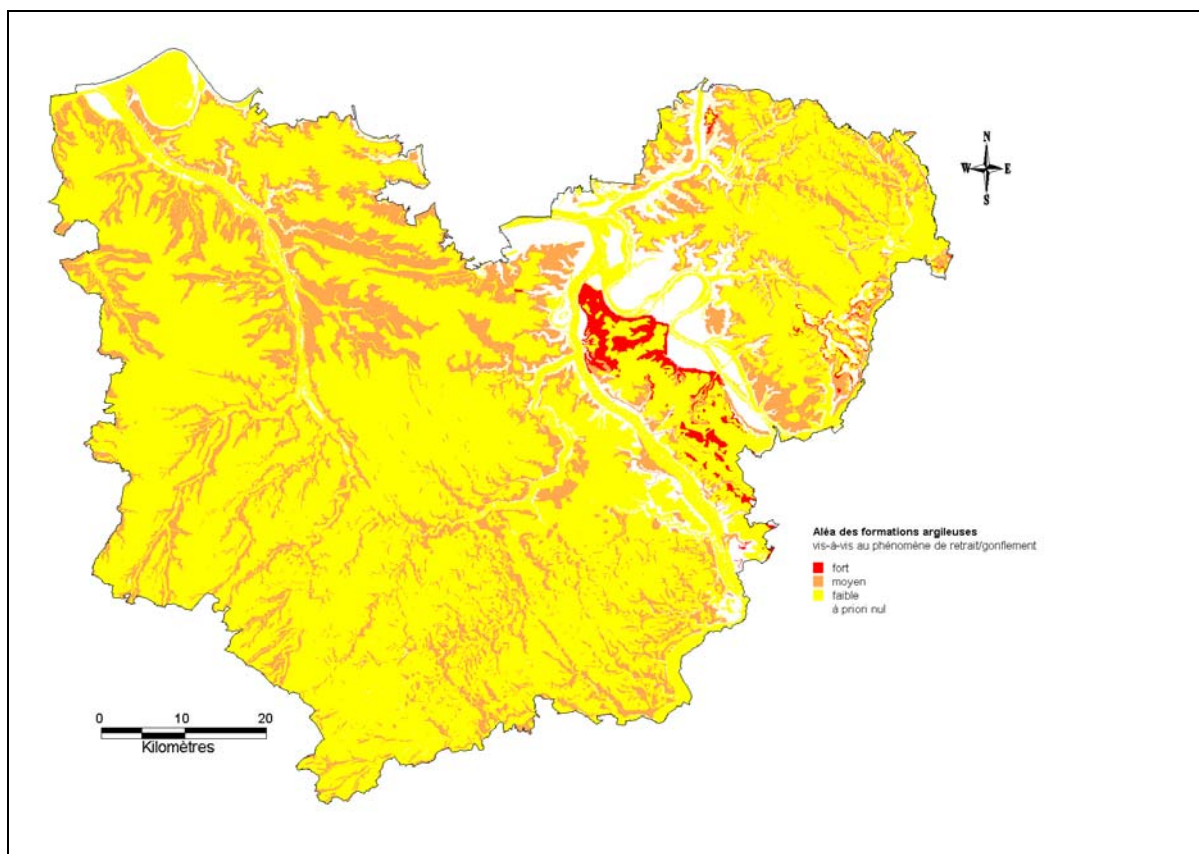 N
W E
S
Aléa des formations argileuses
vis-à-vis au phénomène de retrait/gonflement
fort
moyen
faible
à priori nul
0 10 20
Kilomètres